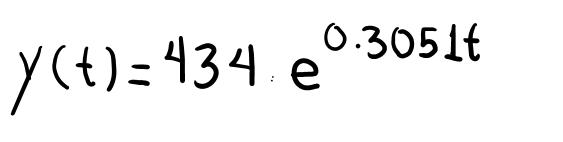 y(t) = 434 · e^0.3051t